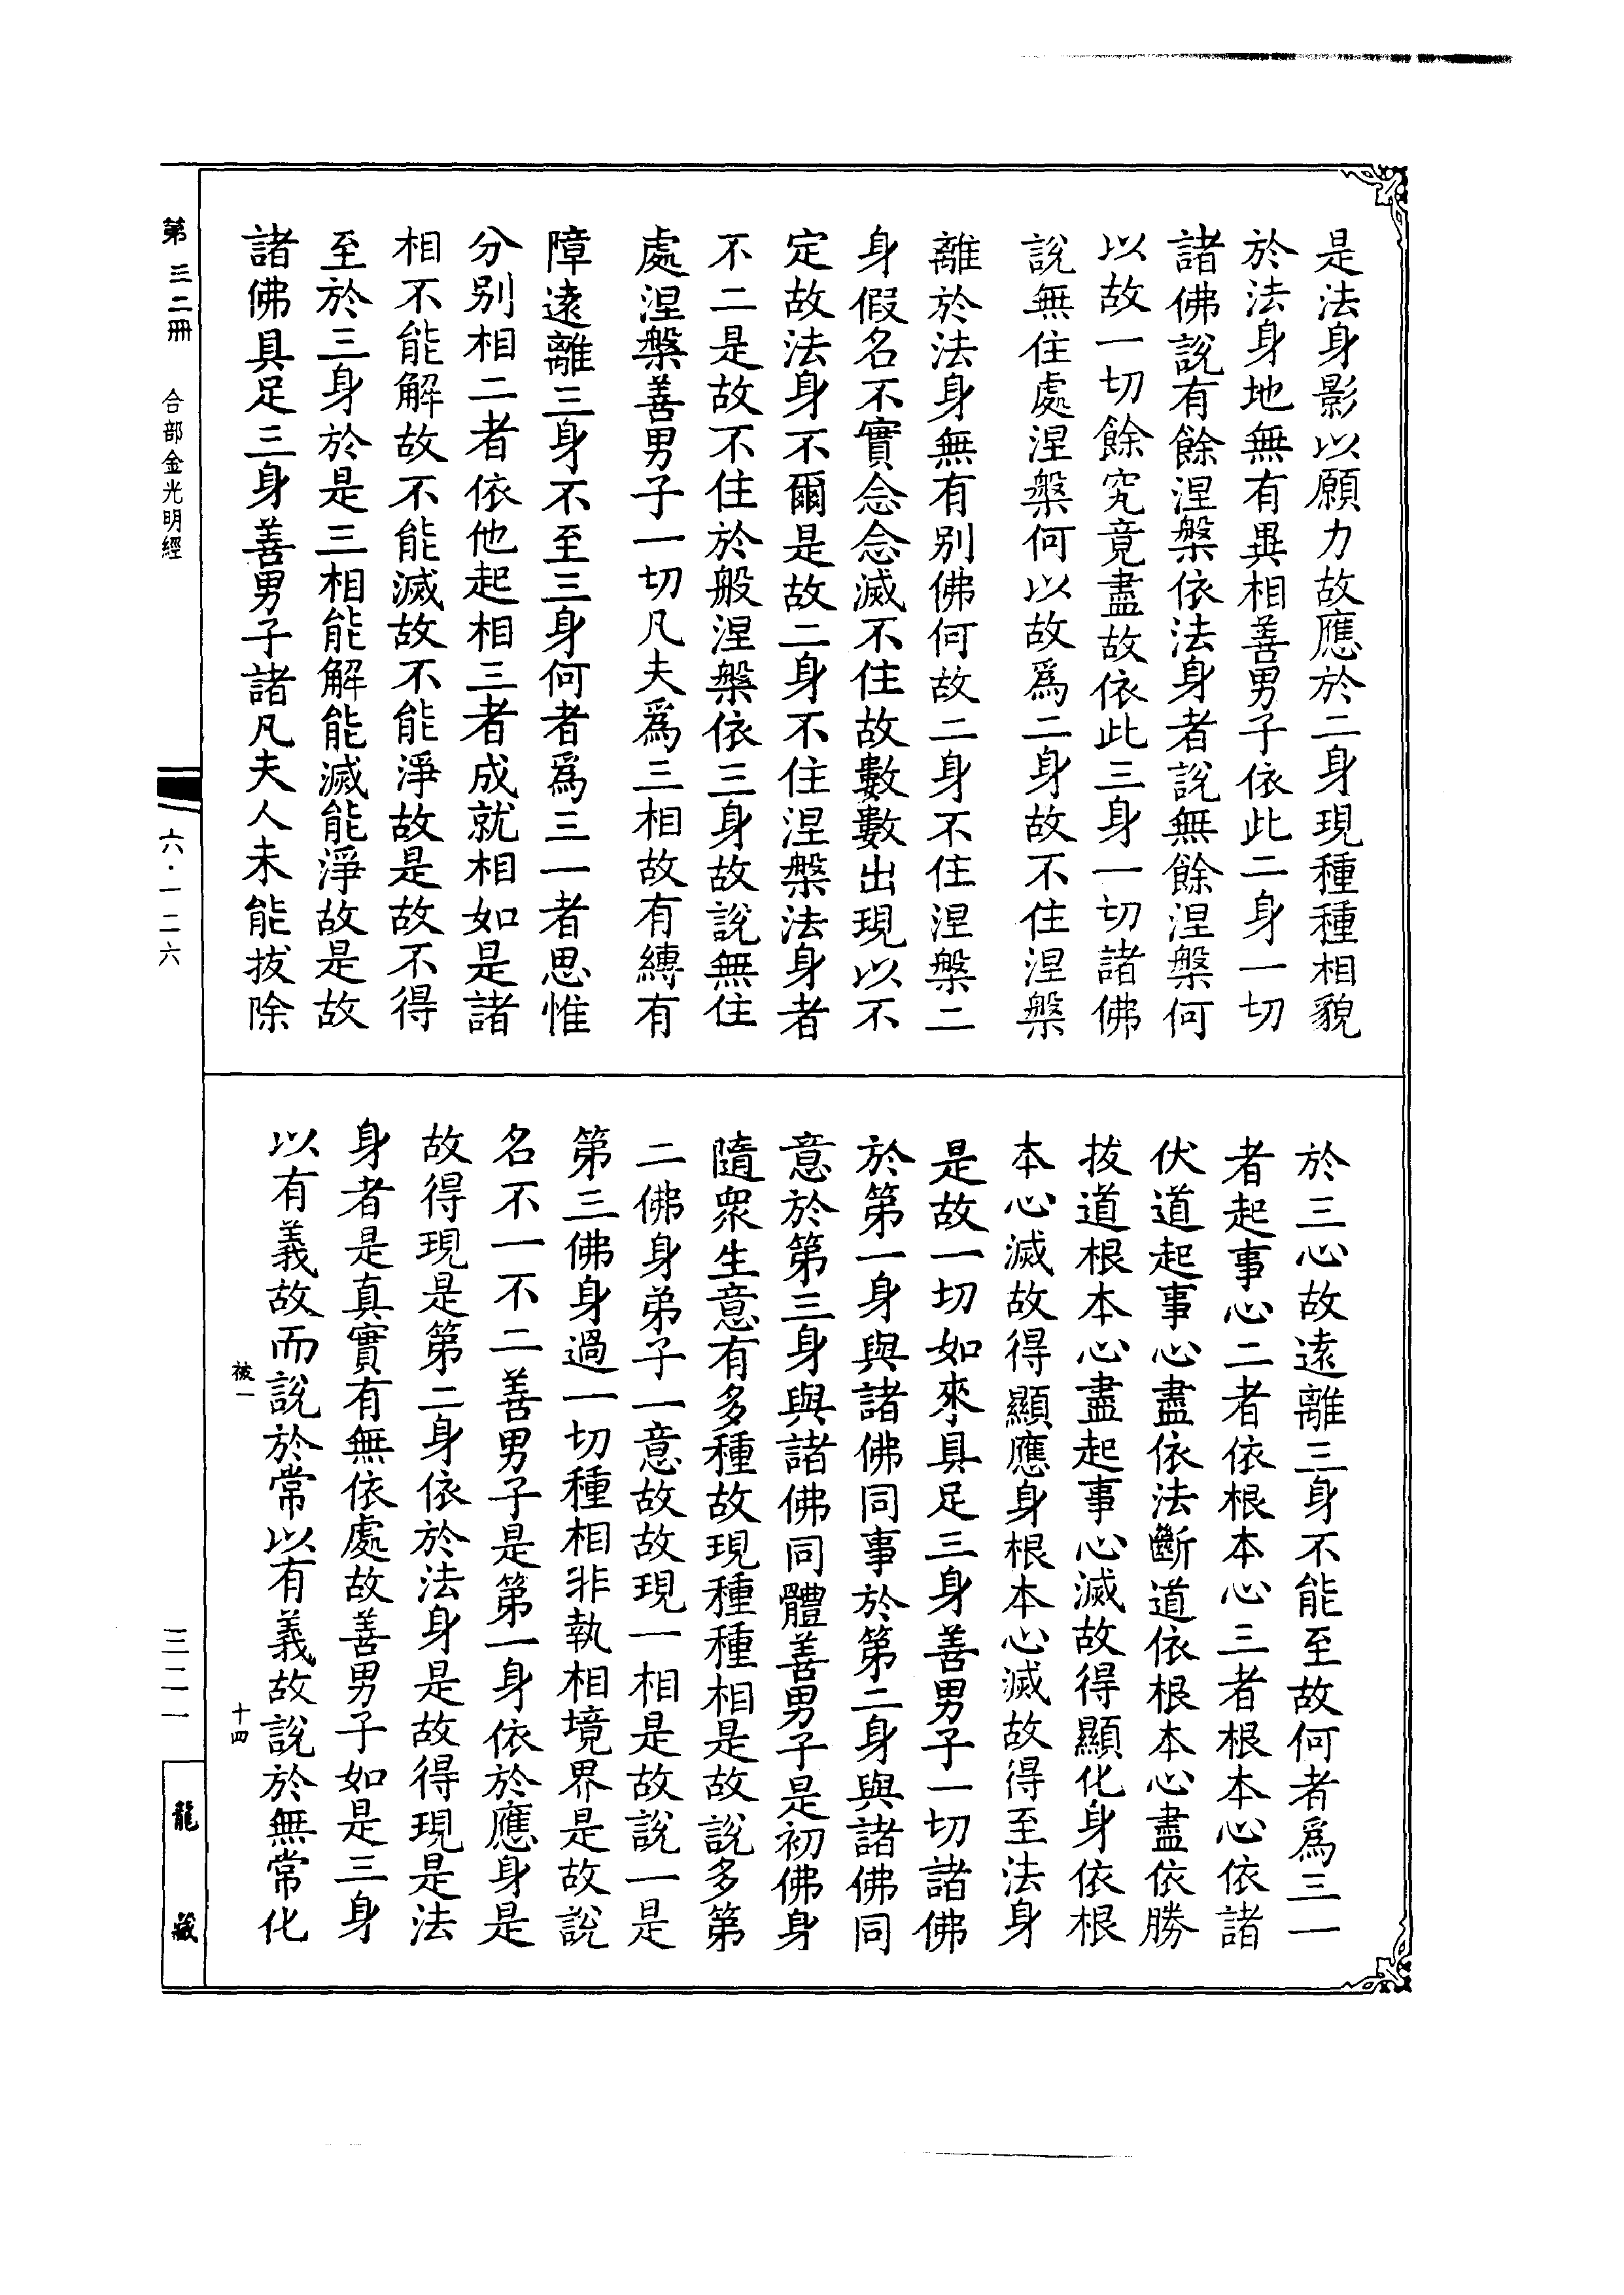 是法身影以願力故應於二身現種種相貌
於法身地無有異相善男子依此二身一切
諸佛說有餘涅槃依法身者說無餘涅槃何
以故一切餘究竟盡故依此三身一切諸佛
說無住處涅槃何以故爲二身故不住涅槃
離於法身無有別佛何故二身不住涅槃二
身假名不實念念滅不住故數數出現以不
定故法身不爾是故二身不住涅槃法身者
不二是故不住於般涅槃依三身故說無住
處涅槃善男子一切凡夫爲三相故有縛有
障遠離三身不至三身何者爲三一者思惟
分別相二者依他起相三者成就相如是諸
相不能解故不能滅故不能淨故是故不得
至於三身於是三相能解能滅能淨故是故
諸佛具足三身善男子諸凡夫人未能拔除
於三心故遠離三身不能至故何者爲三一
者起事心二者依根本心三者根本心依諸
伏道起事心盡依法斷道依根本心盡依勝
拔道根本心盡起事心滅故得顯化身依根
本心滅故得顯應身根本心滅故得至法身
是故一切如來具足三身善男子一切諸佛
於第一身與諸佛同事於第二身與諸佛同
意於第三身與諸佛同體善男子是初佛身
隨衆生意有多種故現種種相是故說多第
二佛身弟子一意故故現一相是故說一是
第三佛身過一切種相非執相境界是故說
名不一不二善男子是第一身依於應身是
故得現是第二身依於法身是故得現是法
身者是真實有無依處故善男子如是三身
以有義故而說於常以有義故說於無常化
被一
十四
第三二冊
合部金光明經
六·一二六
三二一
龍藏